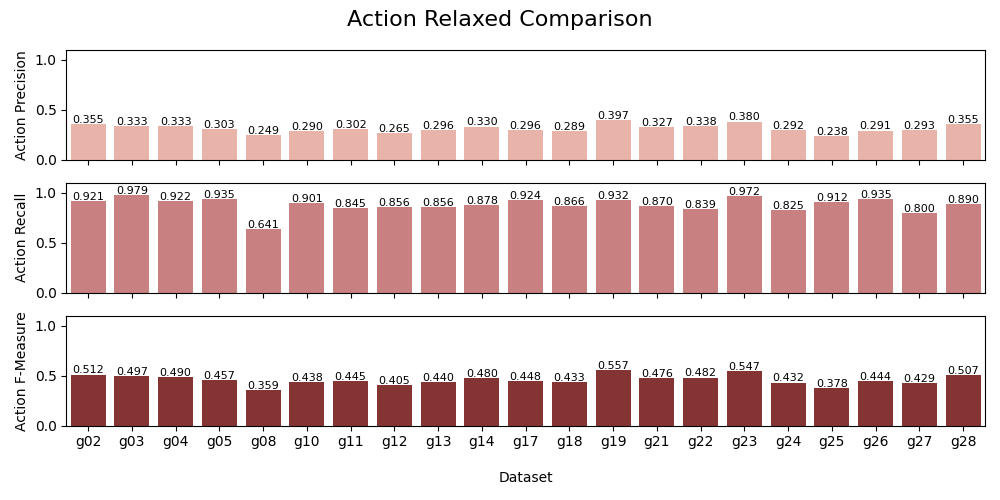 Action Relaxed Comparison
Action Precision
1.0
0.5
0.0
0.355 0.333 0.333 0.303 0.249 0.290 0.302 0.265 0.296 0.330 0.296 0.289 0.397 0.327 0.338 0.380 0.292 0.238 0.291 0.293 0.355
Action Recall
1.0
0.5
0.0
0.921 0.979 0.922 0.935 0.641 0.901 0.845 0.856 0.856 0.878 0.924 0.866 0.932 0.870 0.839 0.972 0.825 0.912 0.935 0.800 0.890
Action F-Measure
1.0
0.5
0.0
0.512 0.497 0.490 0.457 0.359 0.438 0.445 0.405 0.440 0.480 0.448 0.433 0.557 0.476 0.482 0.547 0.432 0.378 0.444 0.429 0.507
g02 g03 g04 g05 g08 g10 g11 g12 g13 g14 g17 g18 g19 g21 g22 g23 g24 g25 g26 g27 g28
Dataset